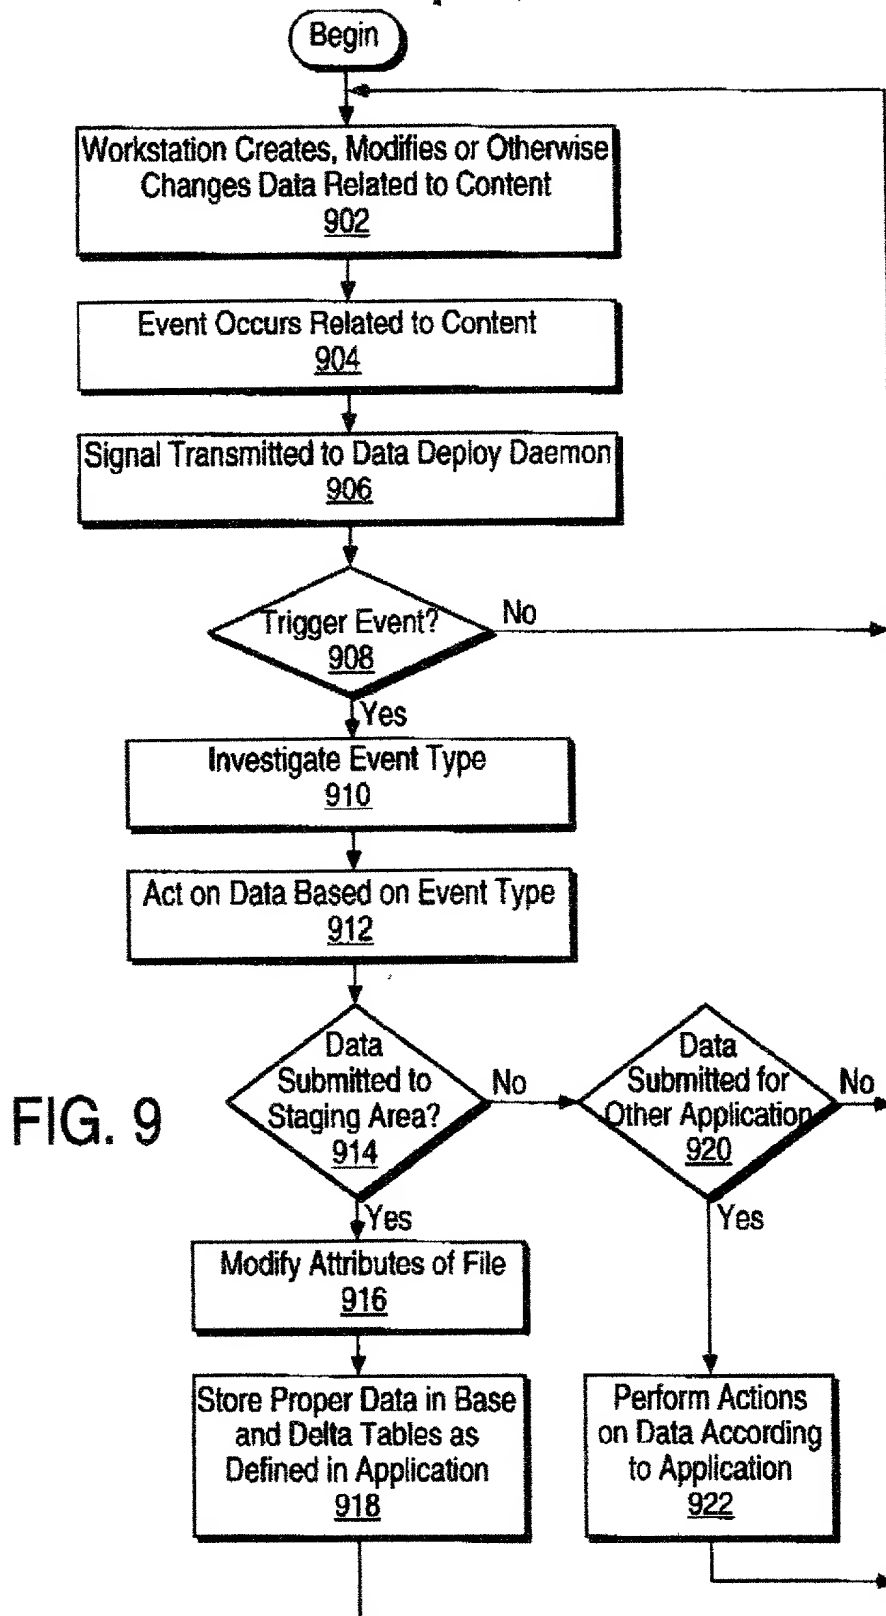 Begin
Workstation Creates, Modifies or Otherwise
Changes Data Related to Content
902
Event Occurs Related to Content
904
Signal Transmitted to Data Deploy Daemon
906
Trigger Event?
908
No
Yes
Investigate Event Type
910
Act on Data Based on Event Type
912
Data
Submitted to
Staging Area?
914
No
Data
Submitted for
Other Application
920
No
FIG. 9
Yes
Yes
Modify Attributes of File
916
Store Proper Data in Base
and Delta Tables as
Defined in Application
918
Perform Actions
on Data According
to Application
922